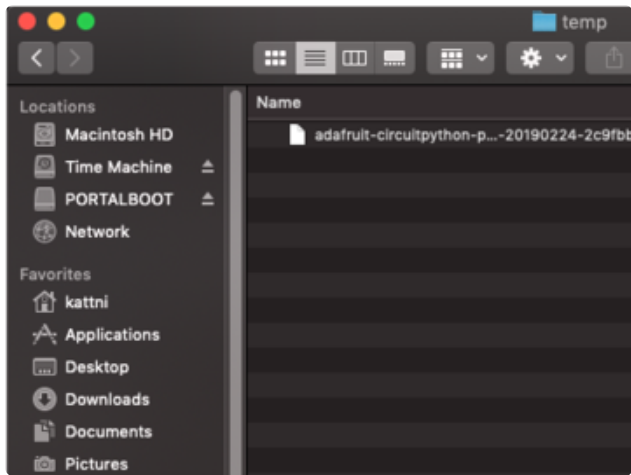 temp
Locations
Name
Macintosh HD
adafruit-circuitpython-p...-20190224-2c9fbb
Time Machine
PORTALBOOT
Network
Favorites
kattni
Applications
Desktop
Downloads
Documents
Pictures